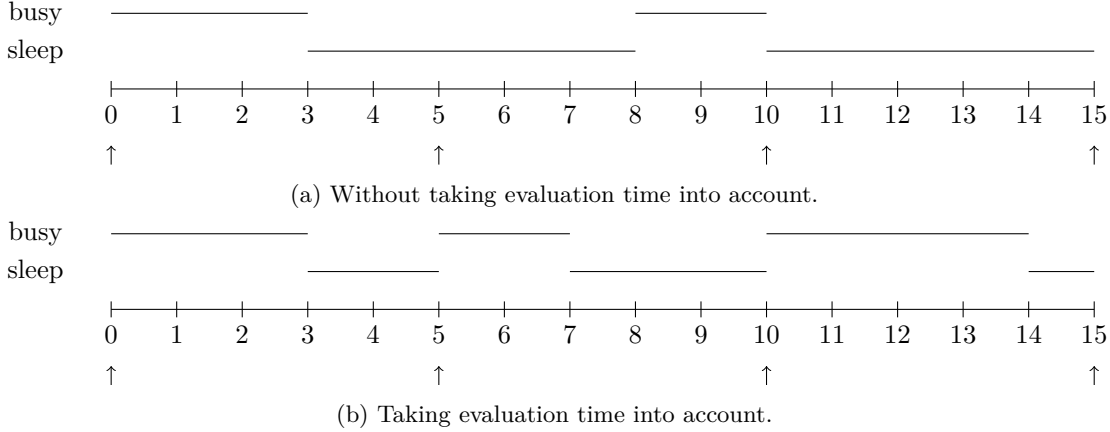 busy
sleep
0 1 2 3 4 5 6 7 8 9 10 11 12 13 14 15
↑ ↑ ↑ ↑
(a) Without taking evaluation time into account.
busy
sleep
0 1 2 3 4 5 6 7 8 9 10 11 12 13 14 15
↑ ↑ ↑ ↑
(b) Taking evaluation time into account.